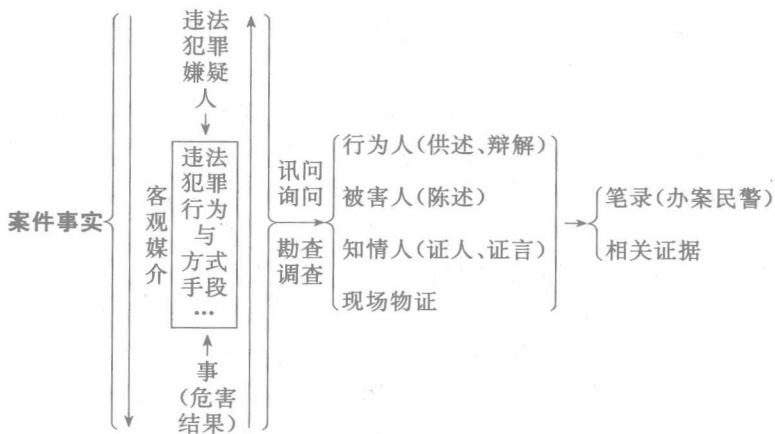 案件事实
客观媒介
违法
犯罪
嫌疑
人
违法
犯罪
行为
与
方式
手段
…
事
(危害
结果)
讯问
询问
勘查
调查
行为人(供述、辩解)
被害人(陈述)
知情人(证人、证言)
现场物证
笔录(办案民警)
相关证据